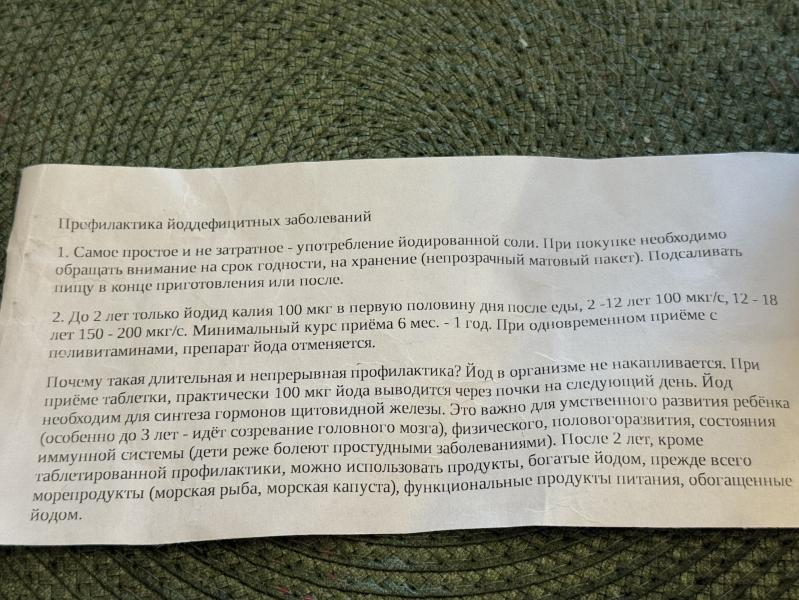 Профилактика йоддефицитных заболеваний
1. Самое простое и не затратное - употребление йодированной соли. При покупке необходимо
обращать внимание на срок годности, на хранение (непрозрачный матовый пакет). Подсаливать
пищу в конце приготовления или после.
2. До 2 лет только йодид калия 100 мкг в первую половину дня после еды, 2 -12 лет 100 мкг/с, 12 - 18
лет 150 - 200 мкг/с. Минимальный курс приёма 6 мес. - 1 год. При одновременном приёме с
поливитаминами, препарат йода отменяется.
Почему такая длительная и непрерывная профилактика? Йод в организме не накапливается. При
приёме таблетки, практически 100 мкг йода выводится через почки на следующий день. Йод
необходим для синтеза гормонов щитовидной железы. Это важно для умственного развития ребёнка
(особенно до 3 лет - идёт созревание головного мозга), физического, половогоразвития, состояния
иммунной системы (дети реже болеют простудными заболеваниями). После 2 лет, кроме
таблетированной профилактики, можно использовать продукты, богатые йодом, прежде всего
морепродукты (морская рыба, морская капуста), функциональные продукты питания, обогащенные
йодом.